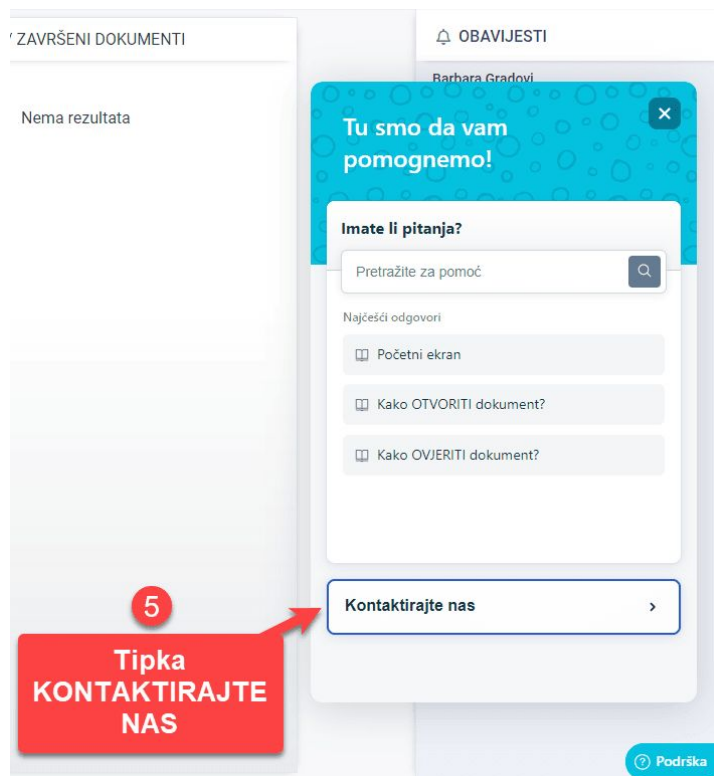 ZAVRŠENI DOKUMENTI
Nema rezultata
OBAVIJESTI
Barbara Gradovi
Tu smo da vam
pomognemo!
Imate li pitanja?
Pretražite za pomoć
Najčešći odgovori
Početni ekran
Kako OTVORITI dokument?
Kako OVJERITI dokument?
Kontaktirajte nas
5
Tipka
KONTAKTIRAJTE
NAS
Podrška